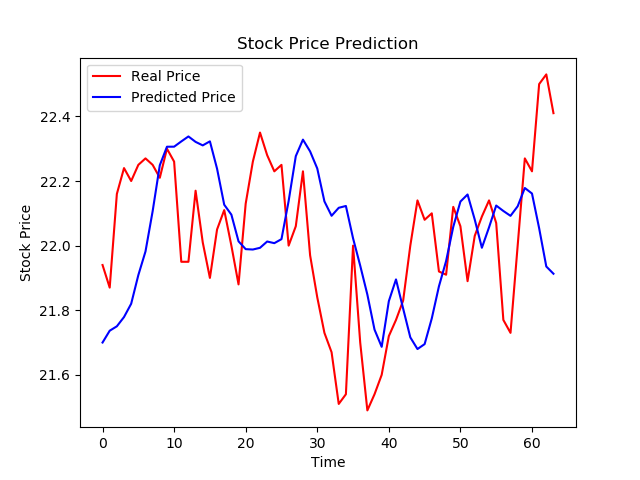 Stock Price Prediction
Real Price
Predicted Price
Stock Price
22.4
22.2
22.0
21.8
21.6
0 10 20 30 40 50 60
Time